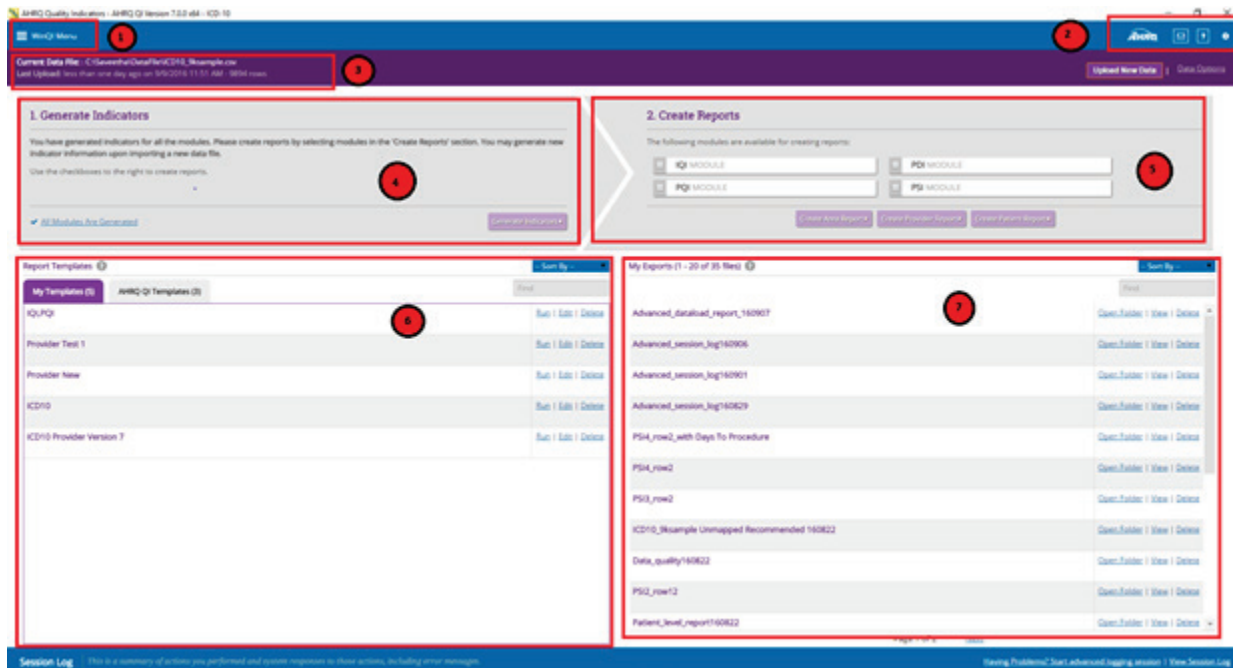 AHRQ Quality Indicators - AHRQ QI Version 7.0.0 x64 - ICD-10
WinQI Menu
1
2
AHRQ
Current Data File: C:\Saveetha\DataFile\ICD10_9ksample.csv
Last Upload: less than one day ago on 9/9/2016 11:51 AM - 9894 rows
3
Upload New Data | Data Options
1. Generate Indicators
You have generated indicators for all the modules. Please create reports by selecting modules in the 'Create Reports' section. You may generate new
indicator information upon importing a new data file.
Use the checkboxes to the right to create reports.
4
All Modules Are Generated
Generate Indicators
2. Create Reports
The following modules are available for creating reports:
IQI MODULE
PDI MODULE
PQI MODULE
PSI MODULE
5
Create Area Report Create Provider Report Create Patient Report
Report Templates
- Sort By -
My Templates (5) AHRQ QI Templates (3)
Find
6
IQI,PQI Run | Edit | Delete
Provider Test 1 Run | Edit | Delete
Provider New Run | Edit | Delete
ICD10 Run | Edit | Delete
ICD10 Provider Version 7 Run | Edit | Delete
My Exports (1 - 20 of 35 files)
- Sort By -
Find
7
Advanced_dataload_report_160907 Open Folder | View | Delete
Advanced_session_log160906 Open Folder | View | Delete
Advanced_session_log160901 Open Folder | View | Delete
Advanced_session_log160829 Open Folder | View | Delete
PSI4_row2_with Days To Procedure Open Folder | View | Delete
PSI4_row2 Open Folder | View | Delete
PSI3_row2 Open Folder | View | Delete
ICD10_9ksample Unmapped Recommended 160822 Open Folder | View | Delete
Data_quality160822 Open Folder | View | Delete
PSI2_row12 Open Folder | View | Delete
Patient_level_report160822 Open Folder | View | Delete
Session Log This is a summary of actions you performed and system responses to those actions, including error messages.
Having Problems? Start advanced logging session | View Session Log